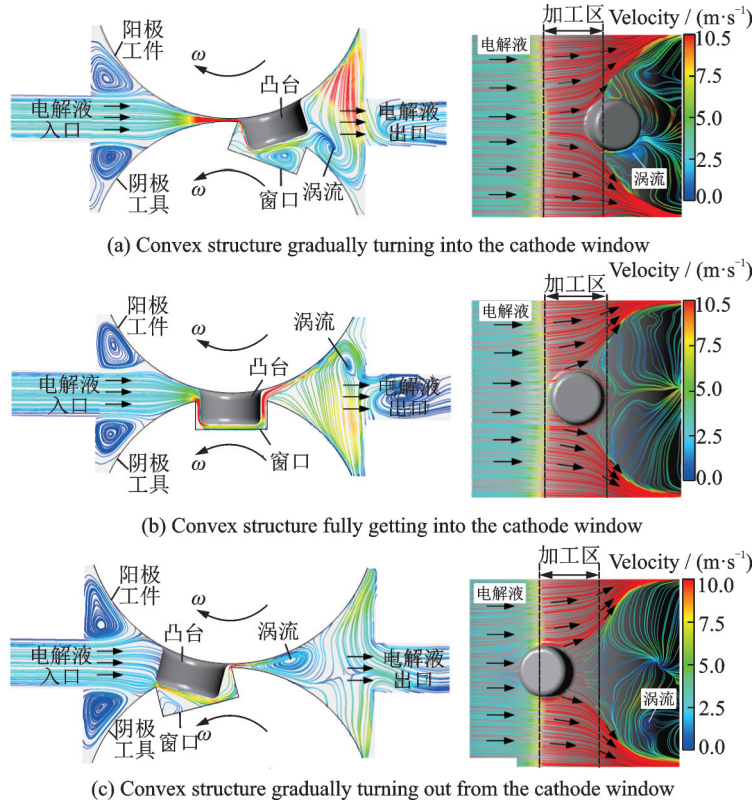 阳极
工件
ω
凸台
电解液
入口
电解液
出口
阴极
工具
ω
窗口
涡流
电解液
加工区
Velocity / (m·s⁻¹)
10.5
7.5
5.0
2.5
0.0
涡流
(a) Convex structure gradually turning into the cathode window
阳极
工件
ω
涡流
凸台
电解液
入口
电解液
出口
阴极
工具
ω
窗口
电解液
加工区
Velocity / (m·s⁻¹)
10.5
7.5
5.0
2.5
0.0
(b) Convex structure fully getting into the cathode window
阳极
工件
ω
凸台
涡流
电解液
入口
电解液
出口
阴极
工具
窗口
ω
电解液
加工区
Velocity / (m·s⁻¹)
10.0
7.5
5.0
2.5
0.0
涡流
(c) Convex structure gradually turning out from the cathode window